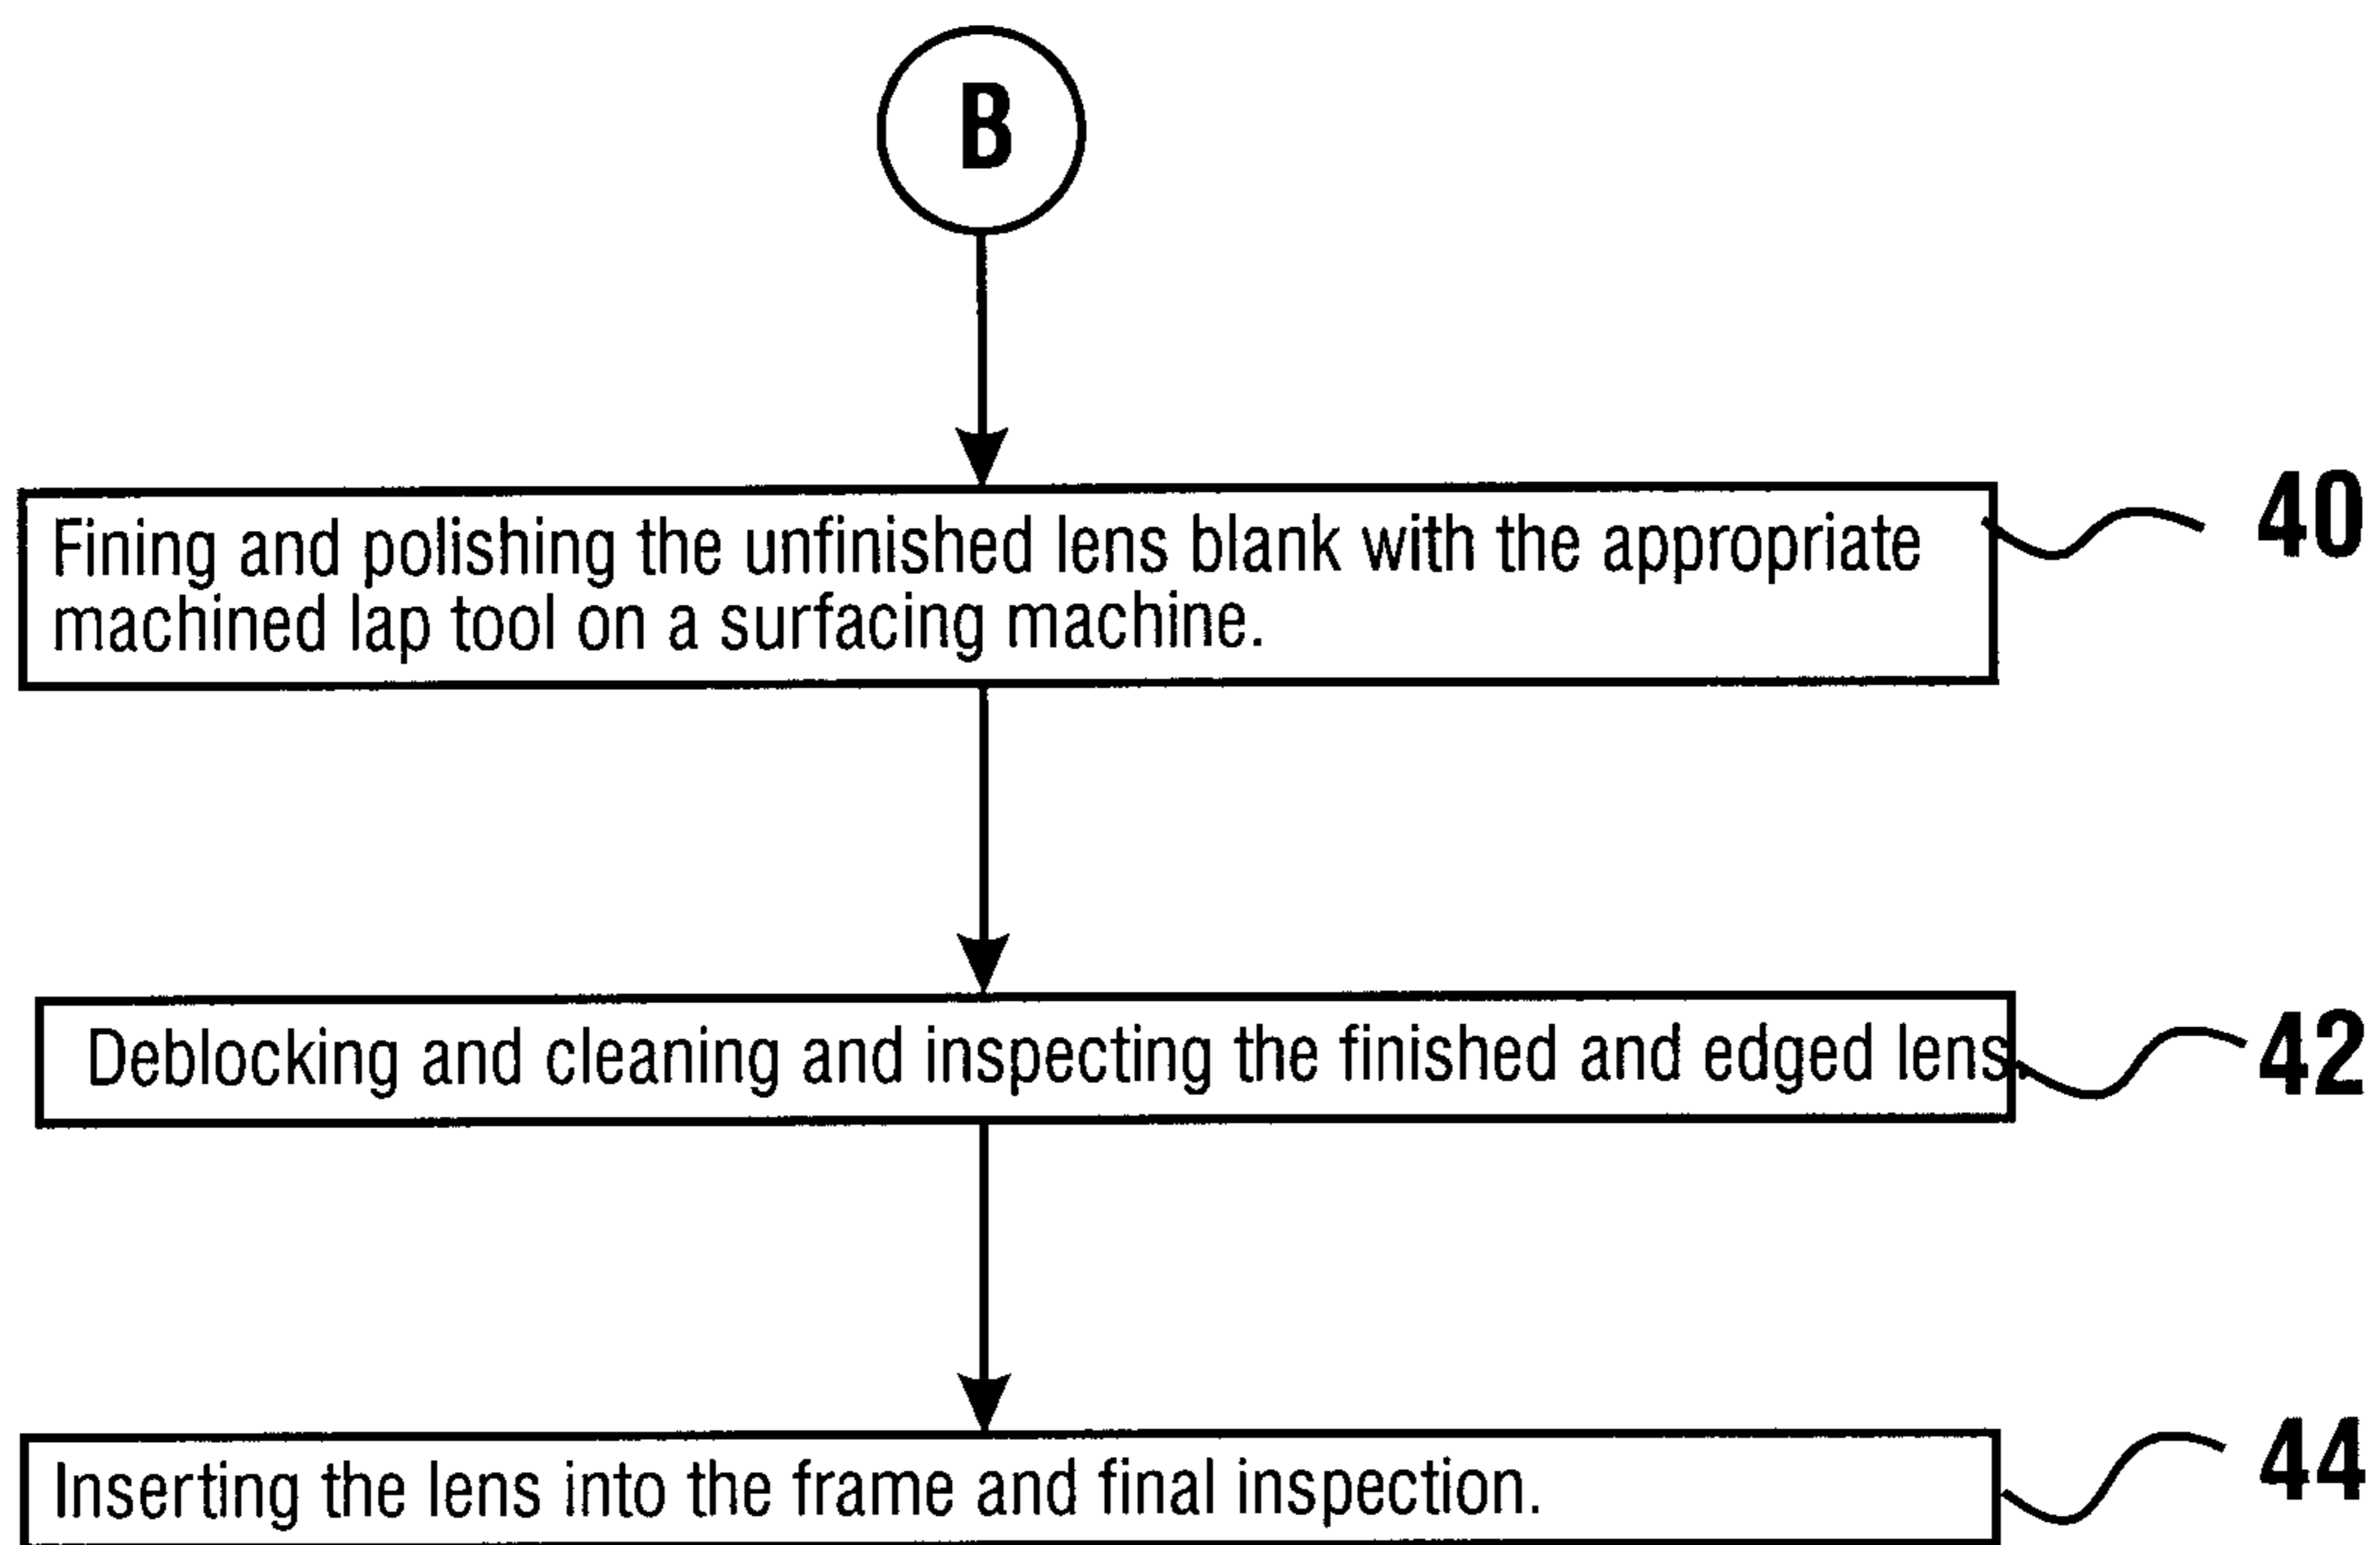 B
Fining and polishing the unfinished lens blank with the appropriate
machined lap tool on a surfacing machine.
40
Deblocking and cleaning and inspecting the finished and edged lens.
42
Inserting the lens into the frame and final inspection.
44